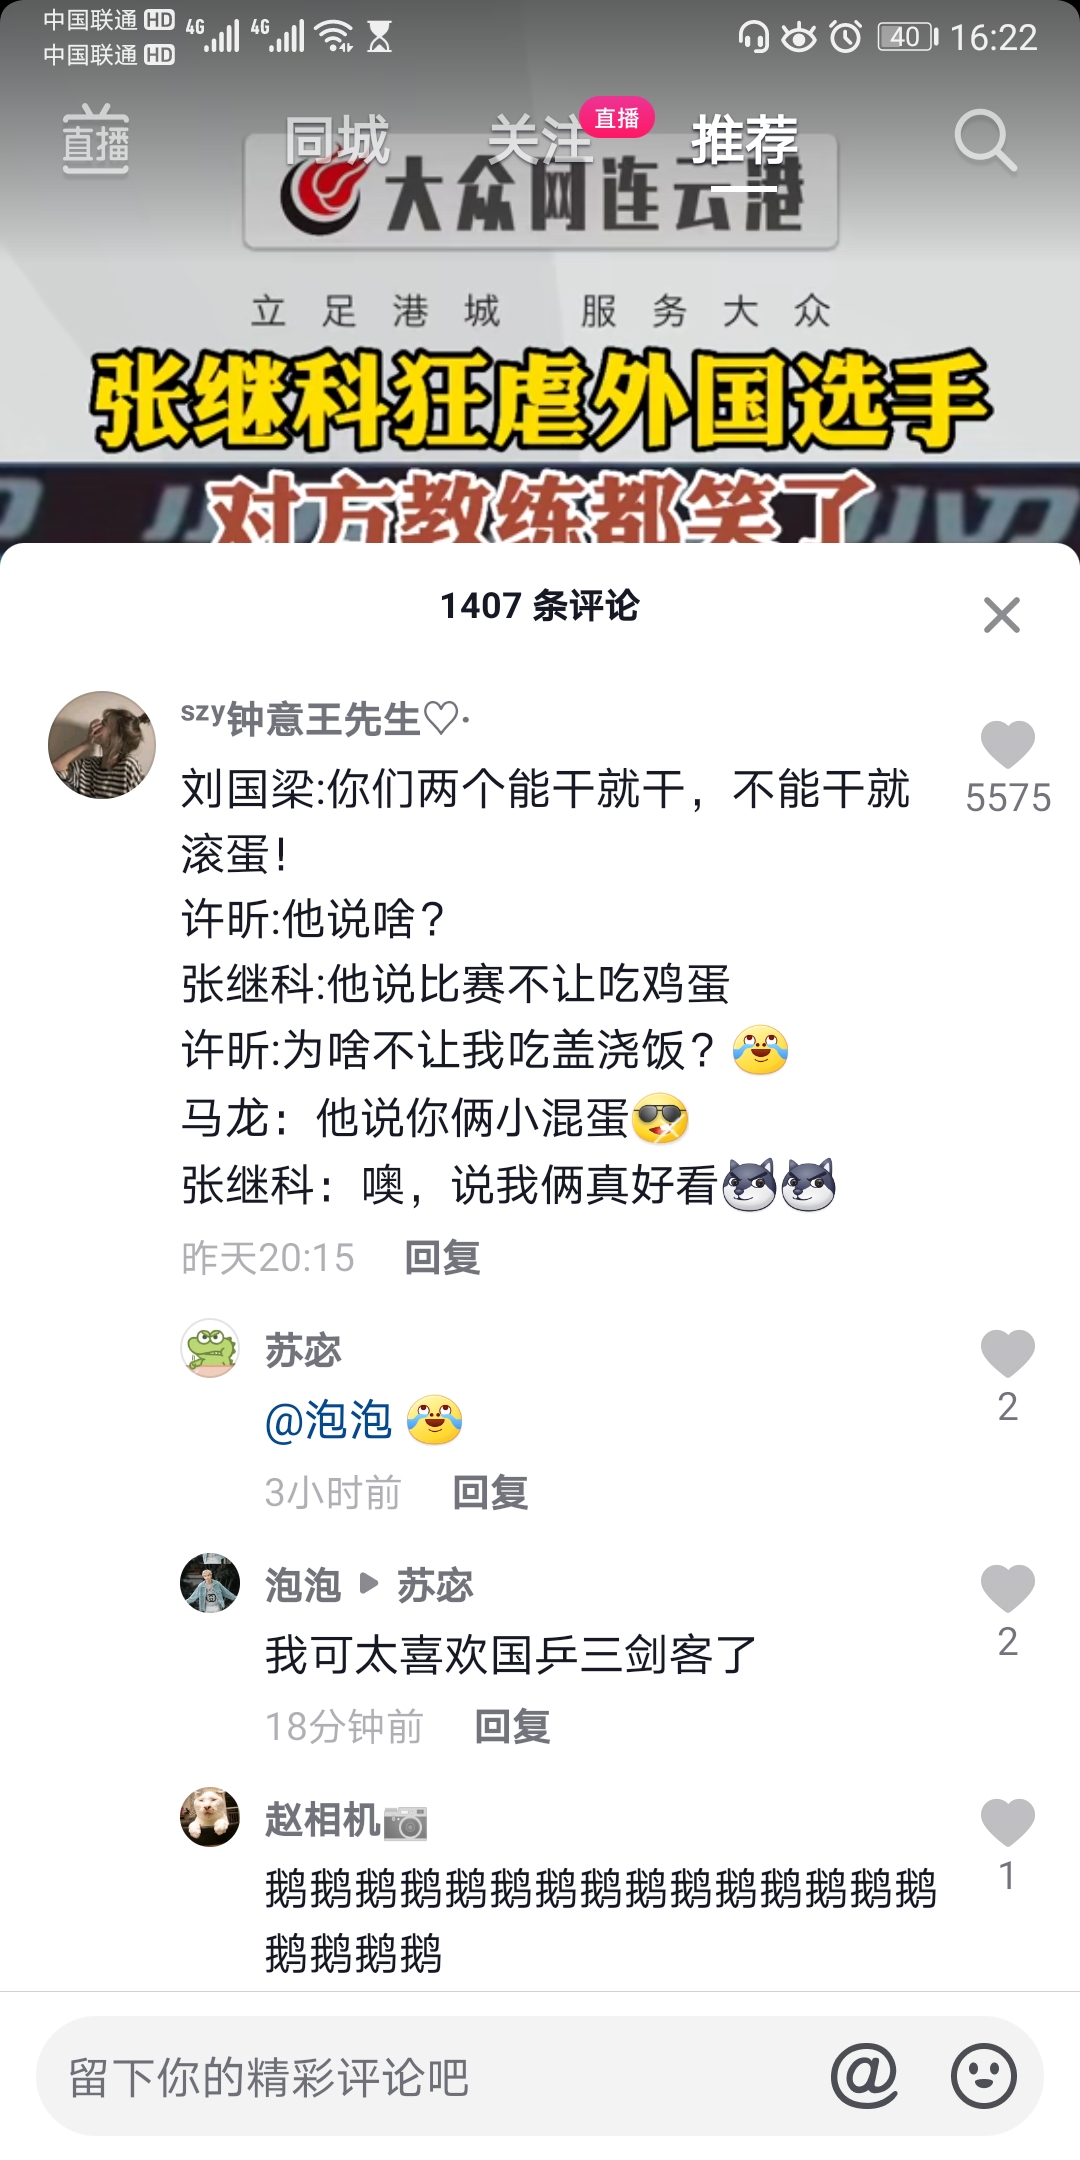 中国联通 HD 4G 4G 40 16:22
中国联通 HD
直播 同城 关注 直播 推荐
大众网连云港
立足港城 服务大众
张继科狂虐外国选手
对方教练都笑了
1407 条评论
szy钟意王先生♡·
刘国梁:你们两个能干就干，不能干就
滚蛋！
5575
许昕:他说啥？
张继科:他说比赛不让吃鸡蛋
许昕:为啥不让我吃盖浇饭？😂
马龙：他说你俩小混蛋😎
张继科：噢，说我俩真好看
昨天20:15 回复
苏宓
@泡泡 😂
2
3小时前 回复
泡泡 ▶ 苏宓
我可太喜欢国乒三剑客了
2
18分钟前 回复
赵相机📷
鹅鹅鹅鹅鹅鹅鹅鹅鹅鹅鹅鹅鹅鹅鹅
鹅鹅鹅鹅
1
留下你的精彩评论吧 @